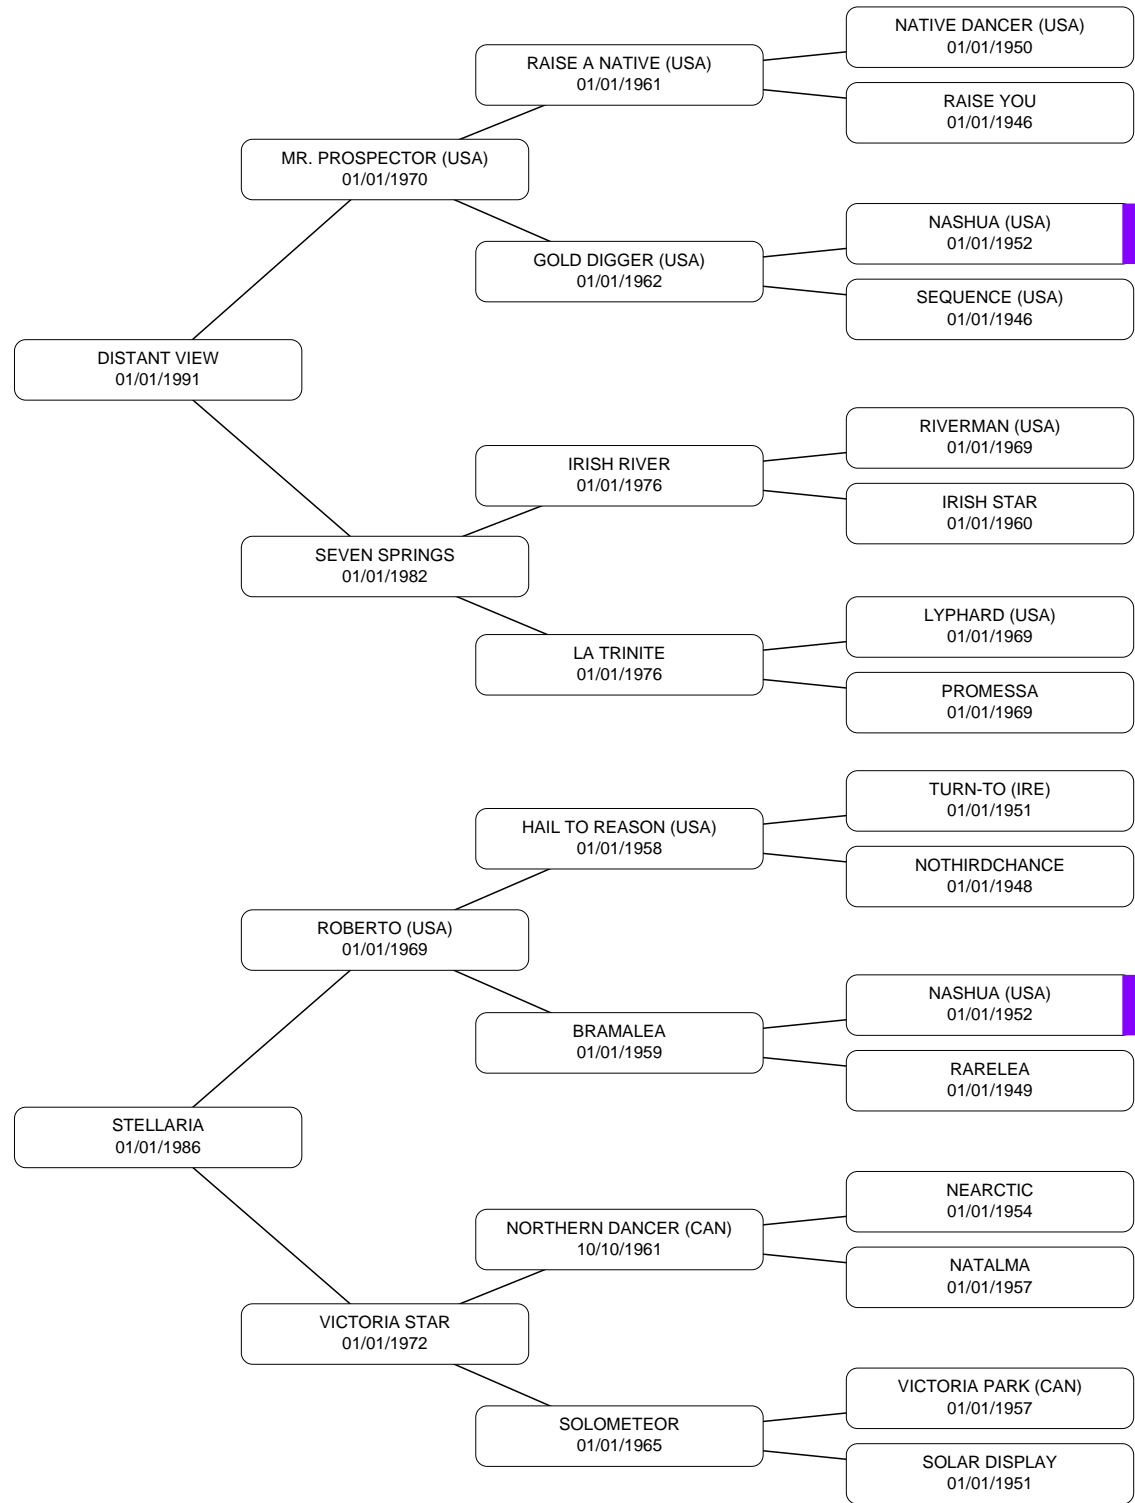 NATIVE DANCER (USA)
01/01/1950
RAISE A NATIVE (USA)
01/01/1961
RAISE YOU
01/01/1946
MR. PROSPECTOR (USA)
01/01/1970
NASHUA (USA)
01/01/1952
GOLD DIGGER (USA)
01/01/1962
SEQUENCE (USA)
01/01/1946
DISTANT VIEW
01/01/1991
RIVERMAN (USA)
01/01/1969
IRISH RIVER
01/01/1976
IRISH STAR
01/01/1960
SEVEN SPRINGS
01/01/1982
LYPHARD (USA)
01/01/1969
LA TRINITE
01/01/1976
PROMESSA
01/01/1969
TURN-TO (IRE)
01/01/1951
HAIL TO REASON (USA)
01/01/1958
NOTHIRDCHANCE
01/01/1948
ROBERTO (USA)
01/01/1969
NASHUA (USA)
01/01/1952
BRAMALEA
01/01/1959
RARELEA
01/01/1949
STELLARIA
01/01/1986
NEARCTIC
01/01/1954
NORTHERN DANCER (CAN)
10/10/1961
NATALMA
01/01/1957
VICTORIA STAR
01/01/1972
VICTORIA PARK (CAN)
01/01/1957
SOLOMETEOR
01/01/1965
SOLAR DISPLAY
01/01/1951